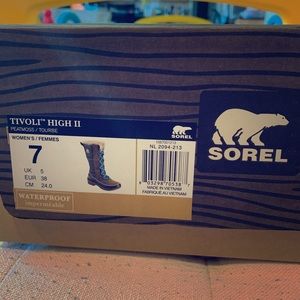 TIVOLI™ HIGH II
PEATMOSS / TOURBE
WOMEN'S / FEMMES
7
UK 5
EUR 38
CM 24.0
WATERPROOF
imperméable
SOREL
NL 2094-213
MADE IN VIETNAM
FABRIQUÉ AU VIETNAM
SOREL